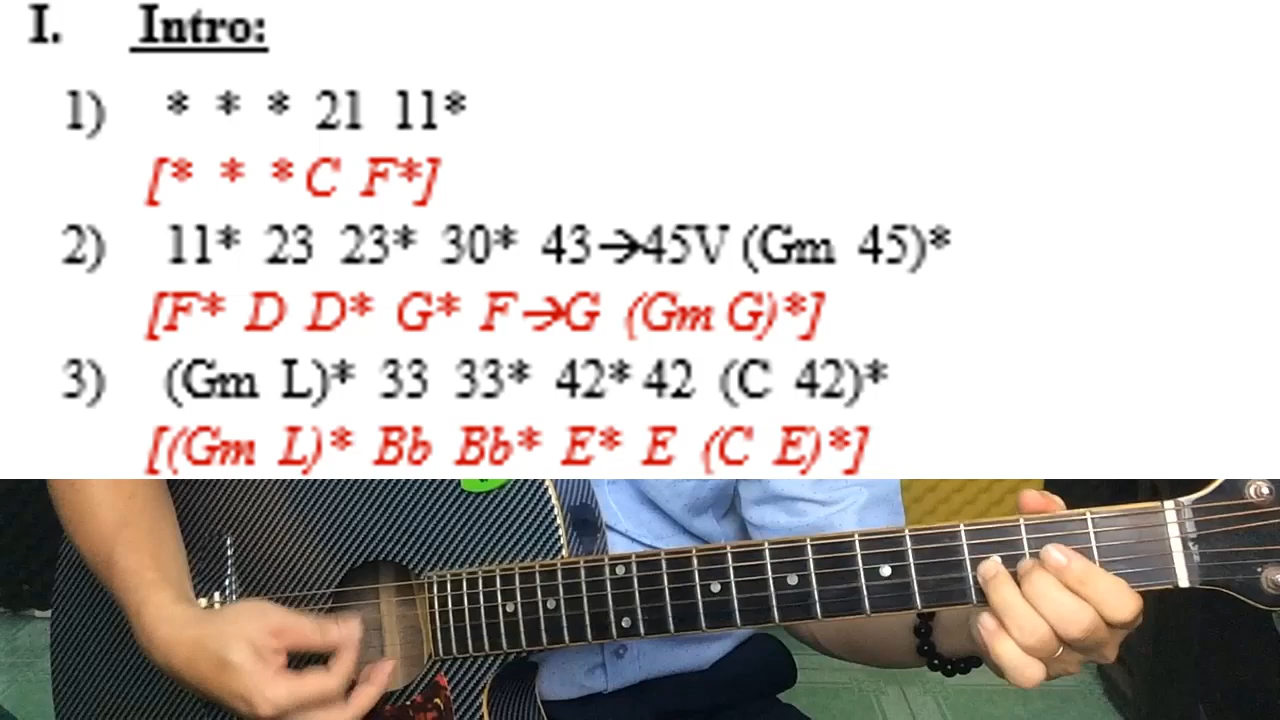 I. Intro:
1) * * * 21 11*
[* * * C F*]
2) 11* 23 23* 30* 43→45V (Gm 45)*
[F* D D* G* F→G (Gm G)*]
3) (Gm L)* 33 33* 42* 42 (C 42)*
[(Gm L)* Bb Bb* E* E (C E)*]